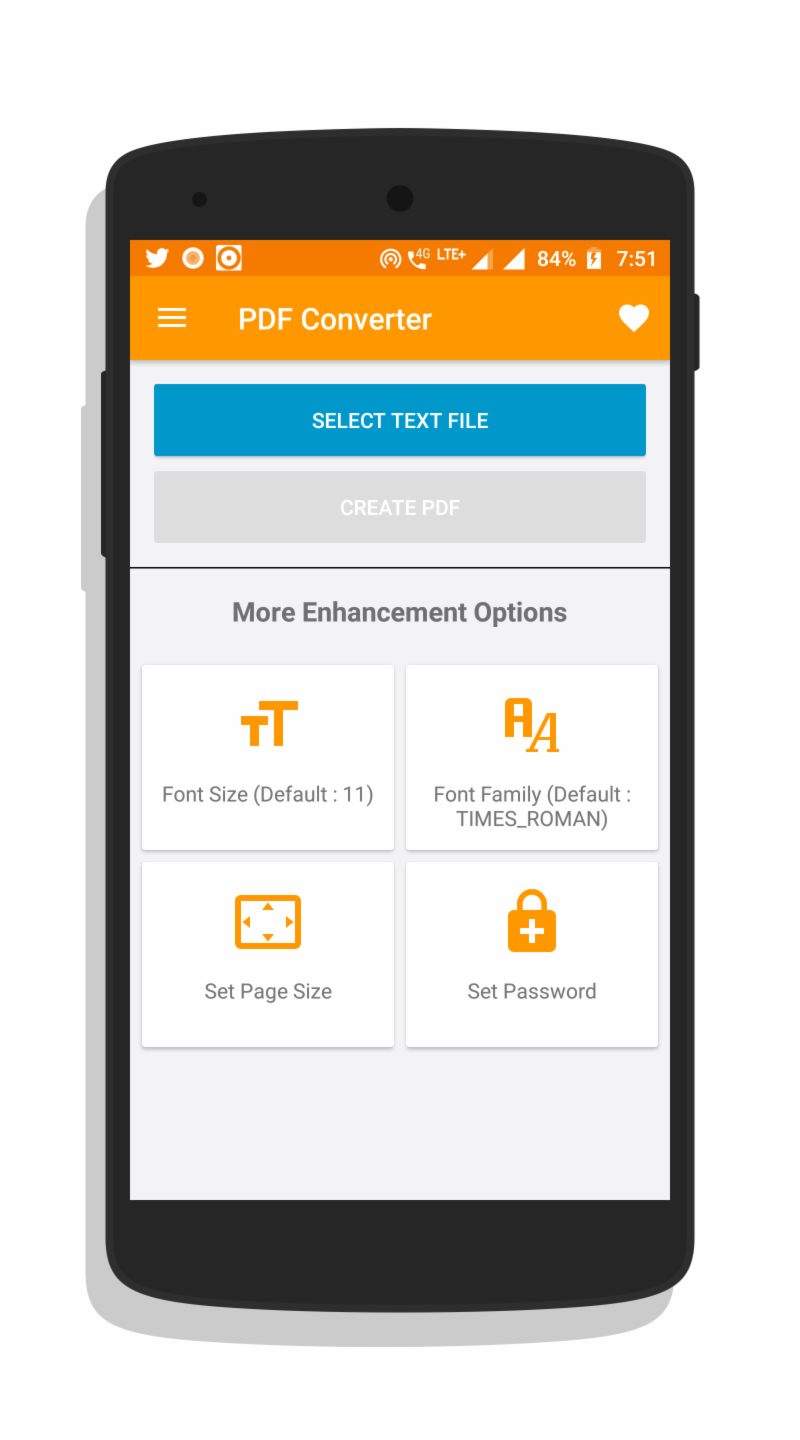 4G LTE+ 84% 7:51
PDF Converter
SELECT TEXT FILE
CREATE PDF
More Enhancement Options
Font Size (Default : 11)
Font Family (Default :
TIMES_ROMAN)
Set Page Size
Set Password